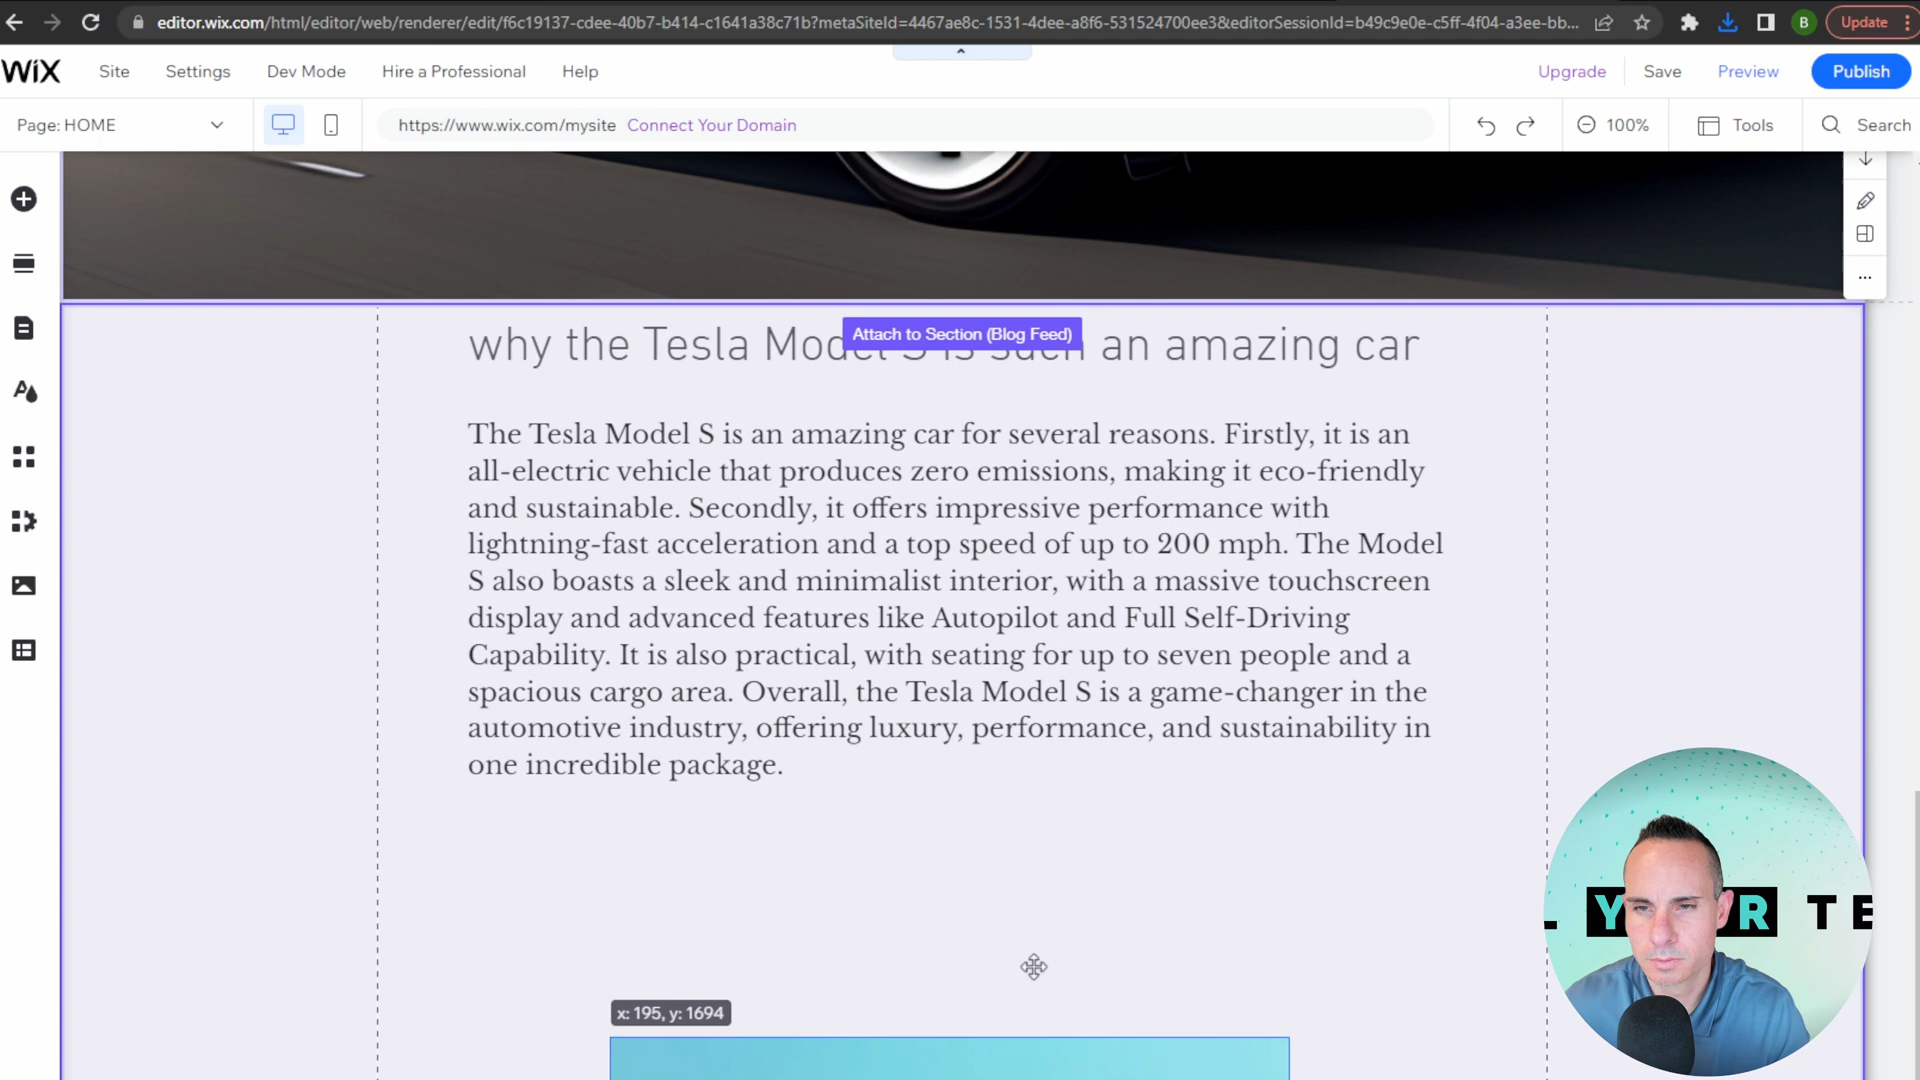 editor.wix.com/html/editor/web/renderer/edit/f6c19137-cdee-40b7-b414-c1641a38c71b?metaSiteId=4467ae8c-1531-4dee-a8f6-531524700ee3&editorSessionId=b49c9e0e-c5ff-4f04-a3ee-bb...
B
Update
WiX
Site
Settings
Dev Mode
Hire a Professional
Help
Upgrade
Save
Preview
Publish
Page: HOME
https://www.wix.com/mysite Connect Your Domain
100%
Tools
Search
Attach to Section (Blog Feed)
why the Tesla Model S is such an amazing car
The Tesla Model S is an amazing car for several reasons. Firstly, it is an
all-electric vehicle that produces zero emissions, making it eco-friendly
and sustainable. Secondly, it offers impressive performance with
lightning-fast acceleration and a top speed of up to 200 mph. The Model
S also boasts a sleek and minimalist interior, with a massive touchscreen
display and advanced features like Autopilot and Full Self-Driving
Capability. It is also practical, with seating for up to seven people and a
spacious cargo area. Overall, the Tesla Model S is a game-changer in the
automotive industry, offering luxury, performance, and sustainability in
one incredible package.
x: 195, y: 1694